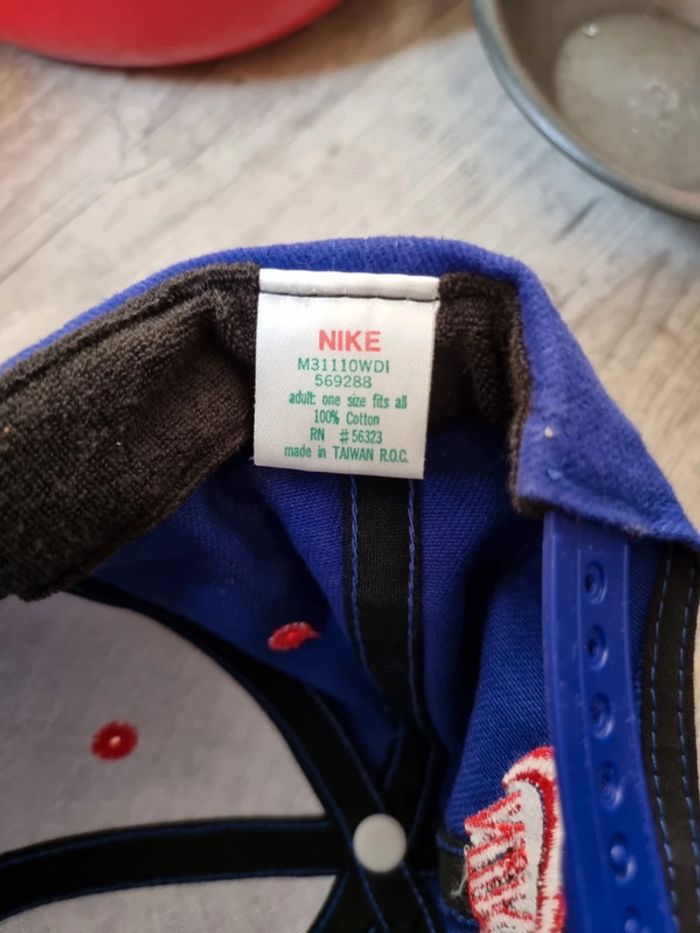 NIKE
M31110WDI
569288
adult: one size fits all
100% Cotton
RN #56323
made in TAIWAN R.O.C.